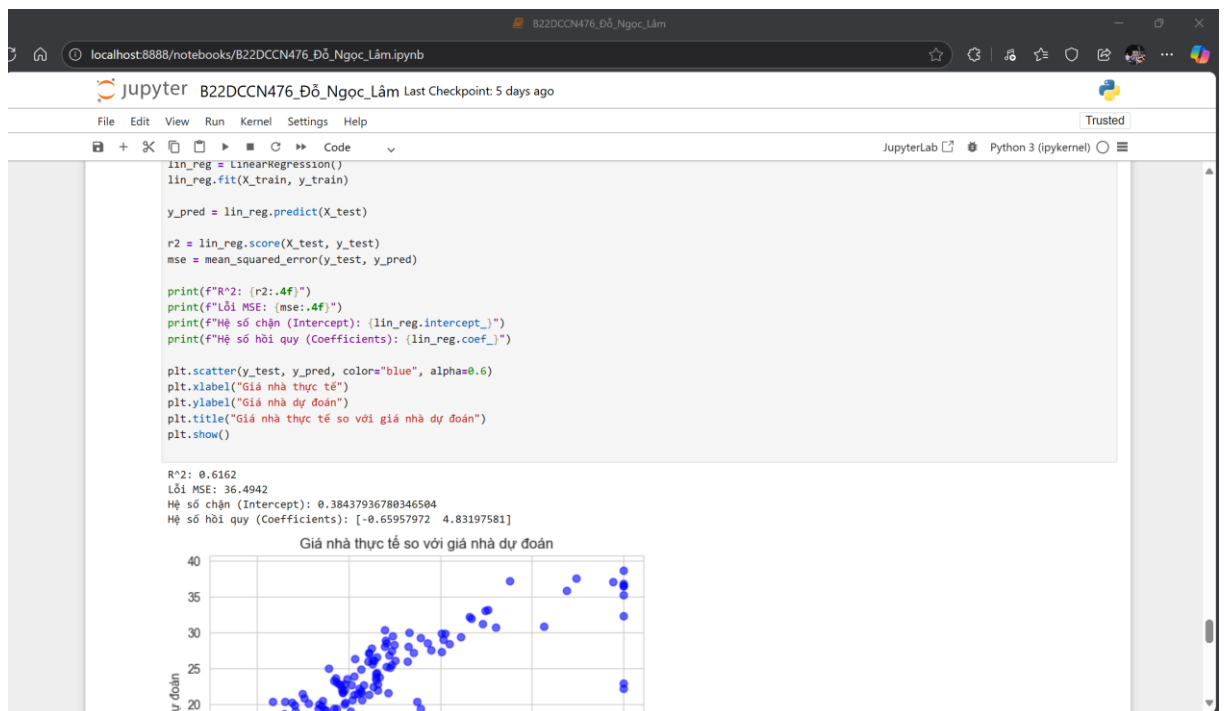 B22DCCN476_Đỗ_Ngọc_Lâm
localhost:8888/notebooks/B22DCCN476_Đỗ_Ngọc_Lâm.ipynb
jupyter B22DCCN476_Đỗ_Ngọc_Lâm Last Checkpoint: 5 days ago
File Edit View Run Kernel Settings Help Trusted
Code JupyterLab Python 3 (ipykernel)
lin_reg = LinearRegression()
lin_reg.fit(X_train, y_train)
y_pred = lin_reg.predict(X_test)
r2 = lin_reg.score(X_test, y_test)
mse = mean_squared_error(y_test, y_pred)
print(f"R^2: {r2:.4f}")
print(f"Lỗi MSE: {mse:.4f}")
print(f"Hệ số chặn (Intercept): {lin_reg.intercept_}")
print(f"Hệ số hồi quy (Coefficients): {lin_reg.coef_}")
plt.scatter(y_test, y_pred, color="blue", alpha=0.6)
plt.xlabel("Giá nhà thực tế")
plt.ylabel("Giá nhà dự đoán")
plt.title("Giá nhà thực tế so với giá nhà dự đoán")
plt.show()
R^2: 0.6162
Lỗi MSE: 36.4942
Hệ số chặn (Intercept): 0.38437936780346504
Hệ số hồi quy (Coefficients): [-0.65957972 4.83197581]
Giá nhà thực tế so với giá nhà dự đoán
40
35
30
25
20
đoán